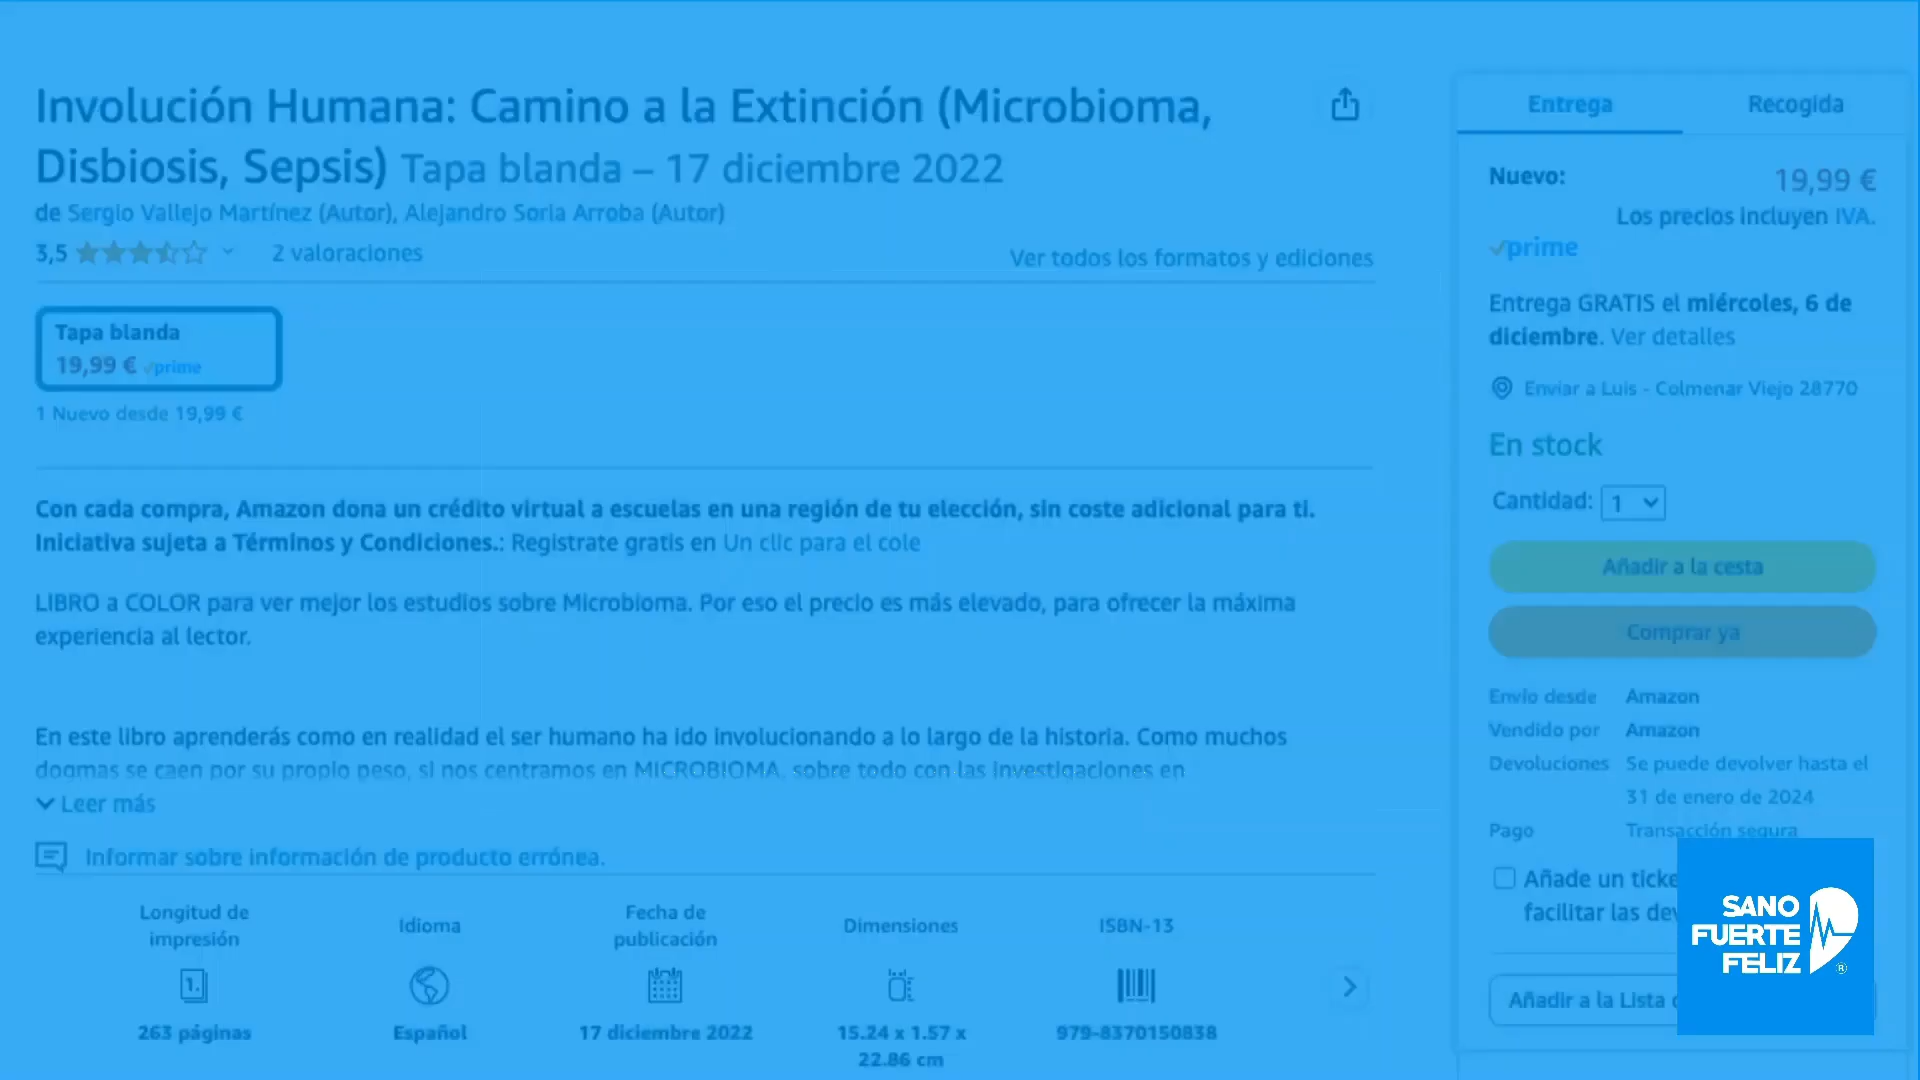 Involución Humana: Camino a la Extinción (Microbioma,
Disbiosis, Sepsis) Tapa blanda – 17 diciembre 2022
de Sergio Vallejo Martínez (Autor), Alejandro Soria Arroba (Autor)
3,5 2 valoraciones
Ver todos los formatos y ediciones
Tapa blanda
19,99 € prime
1 Nuevo desde 19,99 €
Con cada compra, Amazon dona un crédito virtual a escuelas en una región de tu elección, sin coste adicional para ti.
Iniciativa sujeta a Términos y Condiciones.: Registrate gratis en Un clic para el cole
LIBRO a COLOR para ver mejor los estudios sobre Microbioma. Por eso el precio es más elevado, para ofrecer la máxima
experiencia al lector.
En este libro aprenderás como en realidad el ser humano ha ido involucionando a lo largo de la historia. Como muchos
dogmas se caen por su propio peso, si nos centramos en MICROBIOMA, sobre todo con las investigaciones en
Leer más
Informar sobre información de producto errónea.
Longitud de
impresión
1.
263 páginas
Idioma
Español
Fecha de
publicación
17 diciembre 2022
Dimensiones
15.24 x 1.57 x
22.86 cm
ISBN-13
979-8370150838
Entrega Recogida
Nuevo: 19,99 €
Los precios incluyen IVA.
prime
Entrega GRATIS el miércoles, 6 de
diciembre. Ver detalles
Enviar a Luis - Colmenar Viejo 28770
En stock
Cantidad: 1
Añadir a la cesta
Comprar ya
Envío desde Amazon
Vendido por Amazon
Devoluciones Se puede devolver hasta el
31 de enero de 2024
Pago Transacción segura
Añade un ticke
facilitar las dev
Añadir a la Lista
SANO
FUERTE
FELIZ
®